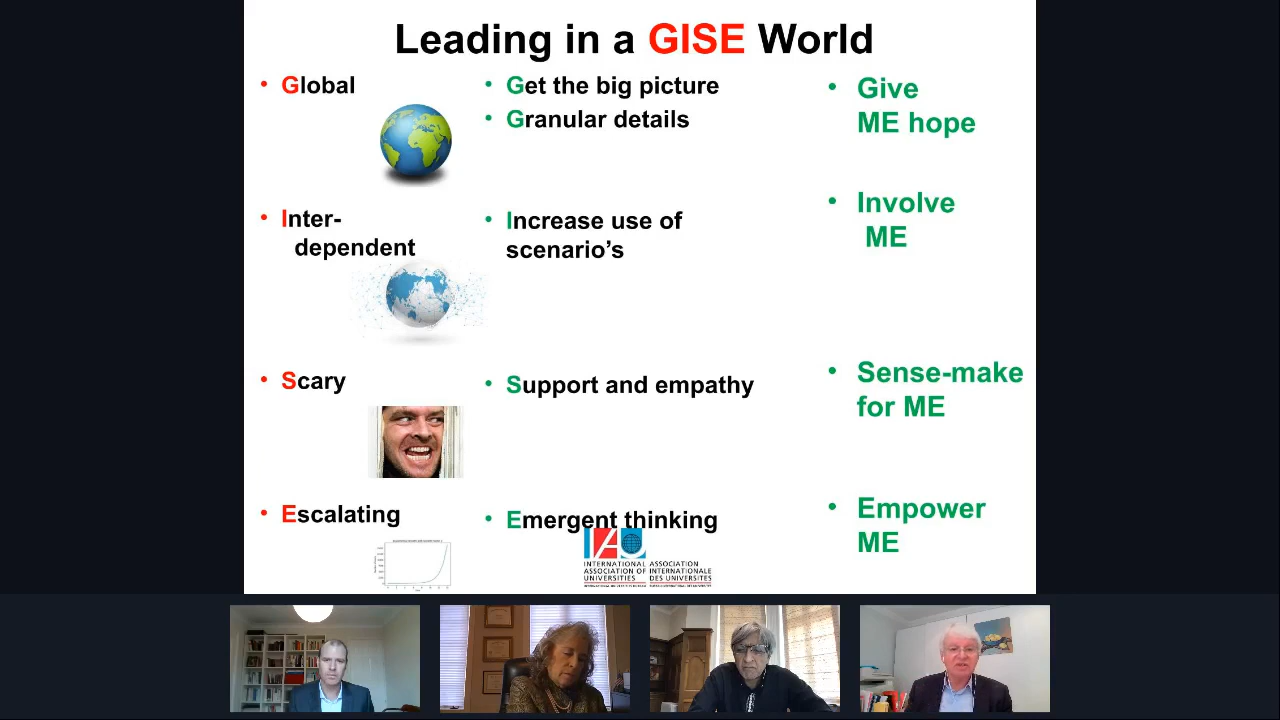 Leading in a GISE World
• Global
• Get the big picture
• Granular details
• Give
ME hope
• Inter-
dependent
• Increase use of
scenario’s
• Involve
ME
• Scary
• Support and empathy
• Sense-make
for ME
• Escalating
• Emergent thinking
• Empower
ME
IAU
INTERNATIONAL
ASSOCIATION OF
UNIVERSITIES
ASSOCIATION
INTERNATIONALE
DES UNIVERSITES